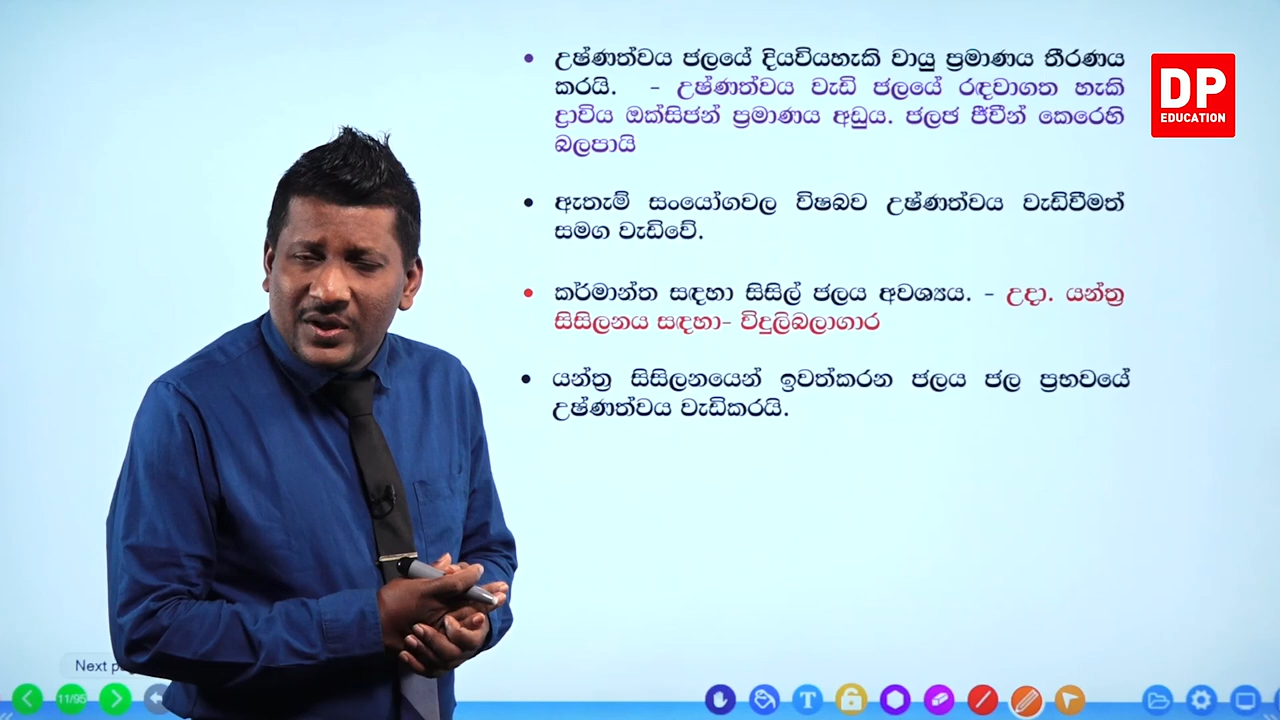 උෂ්ණත්වය ජලයේ දියවියහැකි වායු ප්‍රමාණය තීරණය
කරයි. - උෂ්ණත්වය වැඩි ජලයේ රඳවාගත හැකි
ද්‍රාවිය ඔක්සිජන් ප්‍රමාණය අඩුය. ජලජ ජීවීන් කෙරෙහි
බලපායි
ඇතැම් සංයෝගවල විෂබව උෂ්ණත්වය වැඩිවීමත්
සමග වැඩිවේ.
කර්මාන්ත සඳහා සිසිල් ජලය අවශ්‍යය. - උදා. යන්ත්‍ර
සිසිලනය සඳහා- විදුලිබලාගාර
යන්ත්‍ර සිසිලනයෙන් ඉවත්කරන ජලය ජල ප්‍රභවයේ
උෂ්ණත්වය වැඩිකරයි.
DP
EDUCATION
Next
11/95
T